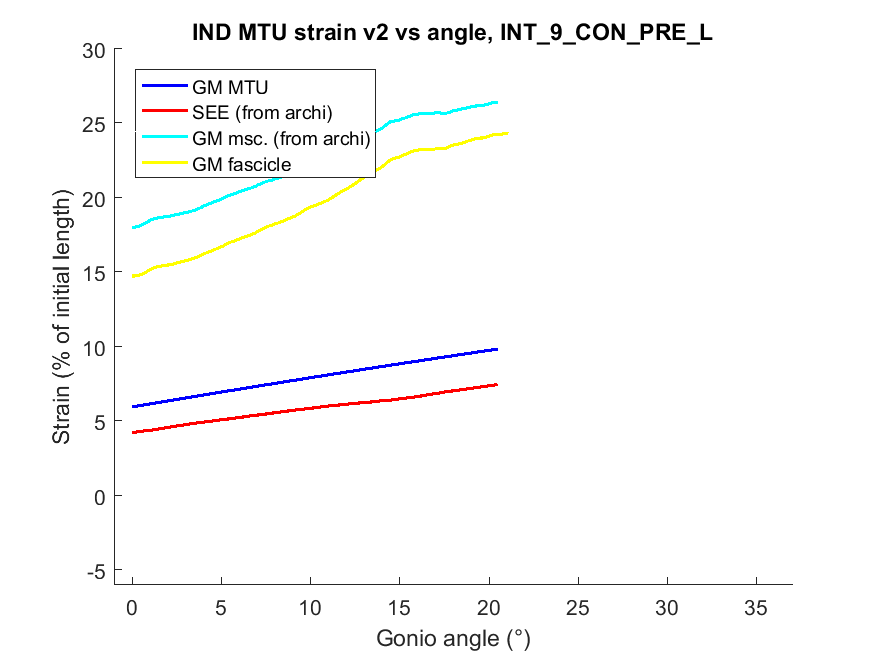 IND MTU strain v2 vs angle, INT_9_CON_PRE_L
30
25
20
15
10
5
0
-5
Strain (% of initial length)
GM MTU
SEE (from archi)
GM msc. (from archi)
GM fascicle
0 5 10 15 20 25 30 35
Gonio angle (°)